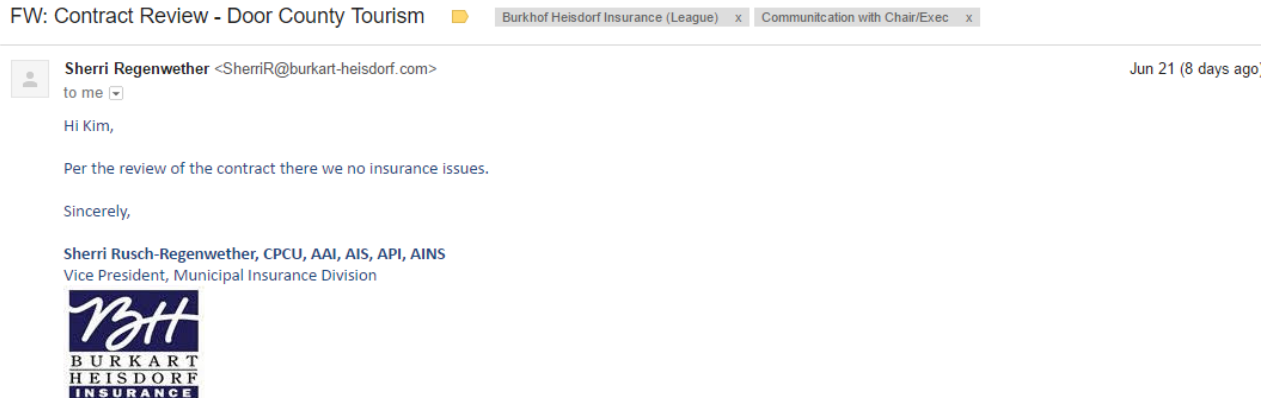 FW: Contract Review - Door County Tourism
Burkhof Heisdorf Insurance (League) x
Communitcation with Chair/Exec x
Sherri Regenwether <SherriR@burkart-heisdorf.com>
Jun 21 (8 days ago)
to me
Hi Kim,
Per the review of the contract there we no insurance issues.
Sincerely,
Sherri Rusch-Regenwether, CPCU, AAI, AIS, API, AINS
Vice President, Municipal Insurance Division
BH
BURKART
HEISDORF
INSURANCE